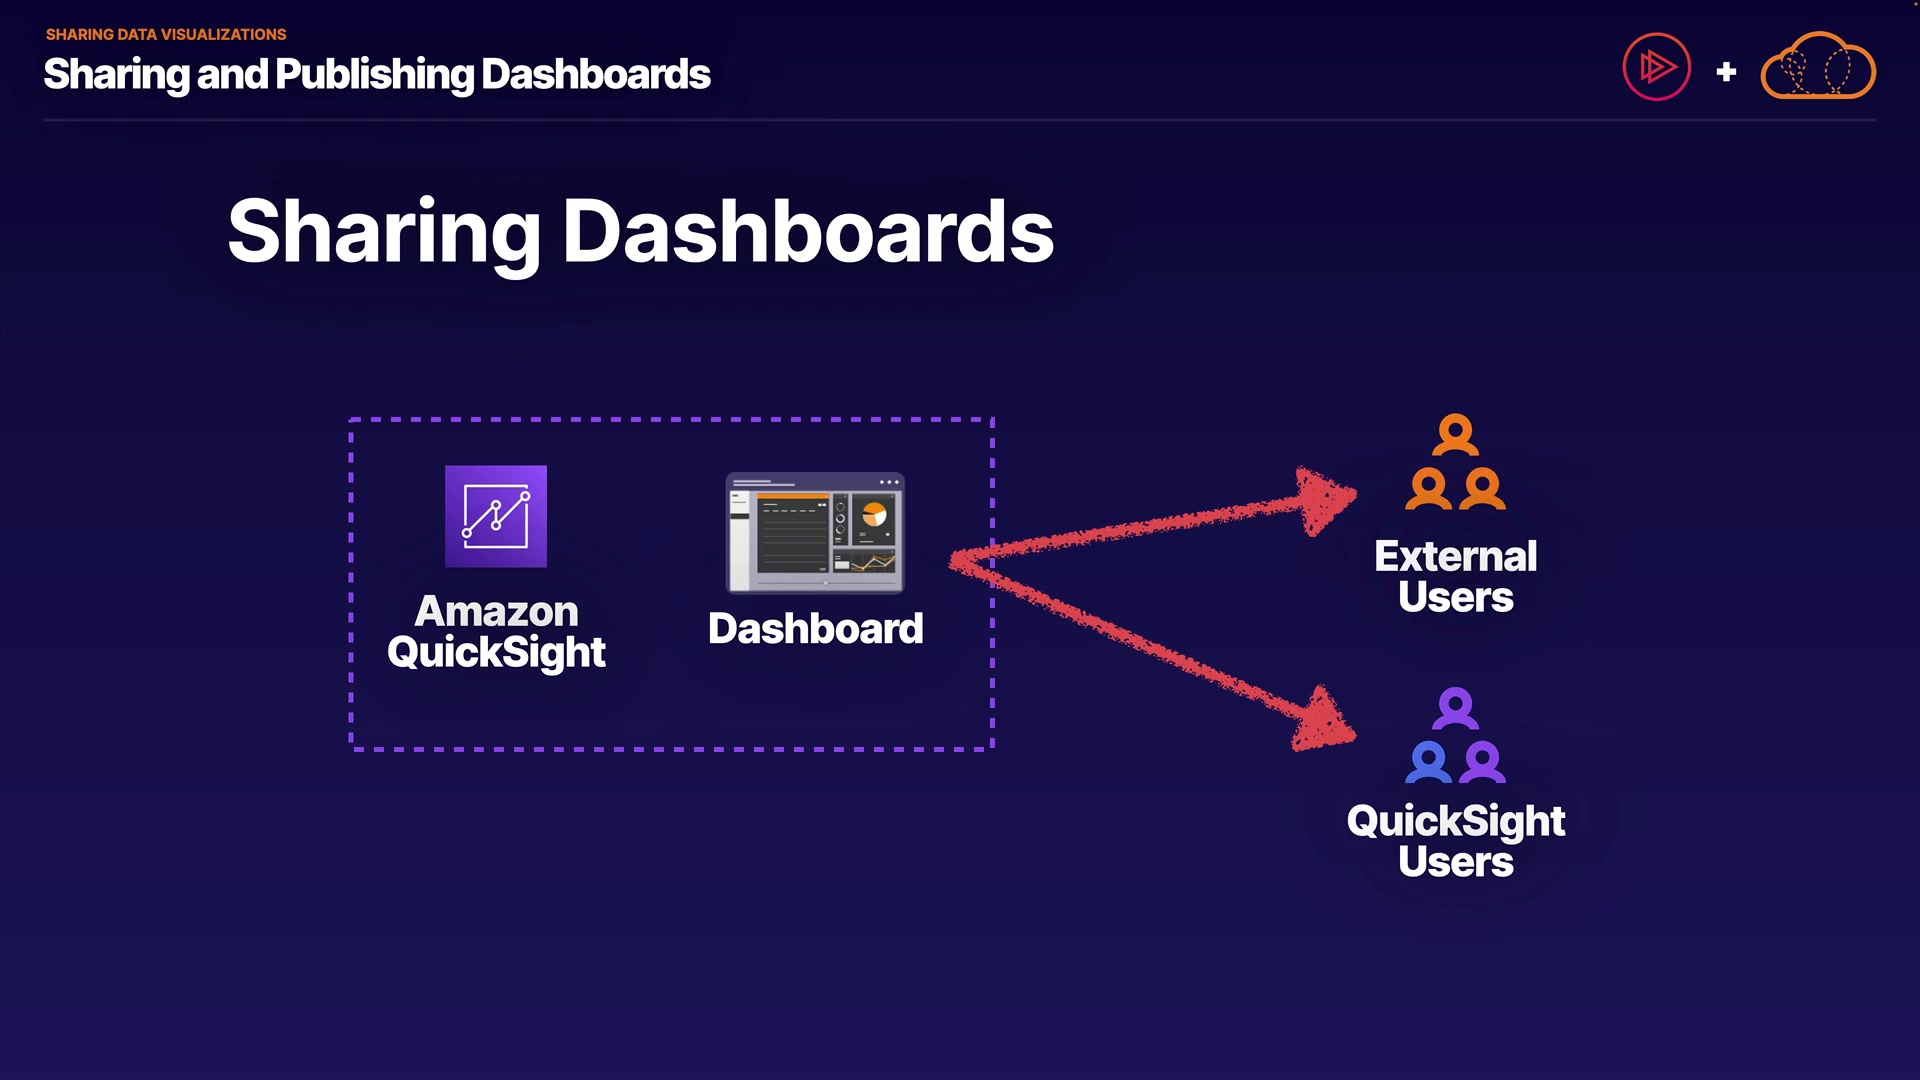 SHARING DATA VISUALIZATIONS
Sharing and Publishing Dashboards
+
Sharing Dashboards
Amazon
QuickSight
Dashboard
External
Users
QuickSight
Users